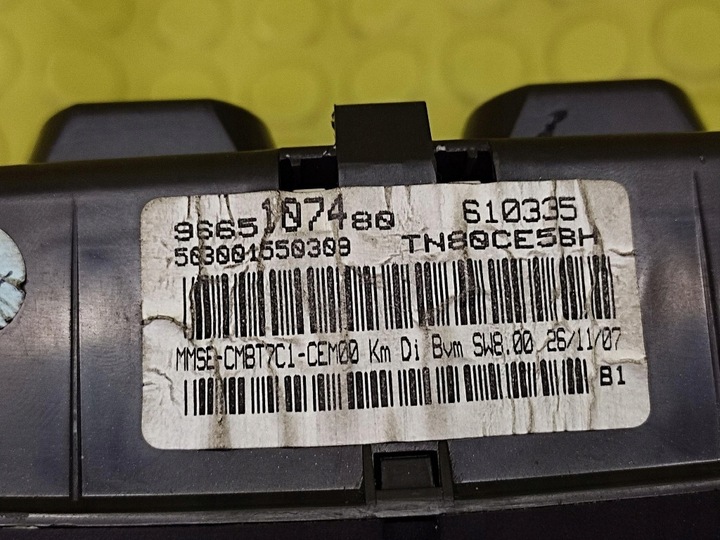 9665107480 610335
503001550309 TN80CE5BH
MMSE-CMBT7C1-CEM00 Km Di Bvm SW8.00 26/11/07
B1